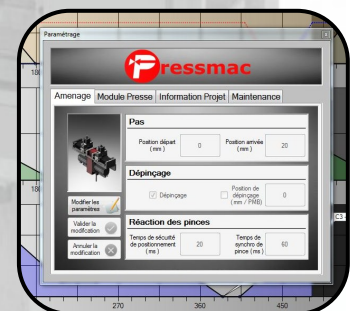 Paramétrage
Pressmac
Amenage Module Presse Information Projet Maintenance
Pas
Position départ (mm) 0 Position arrivée (mm) 20
Dépinçage
Dépinçage Position de dépinçage (mm / PMB) 0
Modifier les paramètres
Valider la modification
Annuler la modification
Réaction des pinces
Temps de sécurité de positionnement (ms) 20 Temps de synchro de pince (ms) 60
180
180
C3
270 360 450